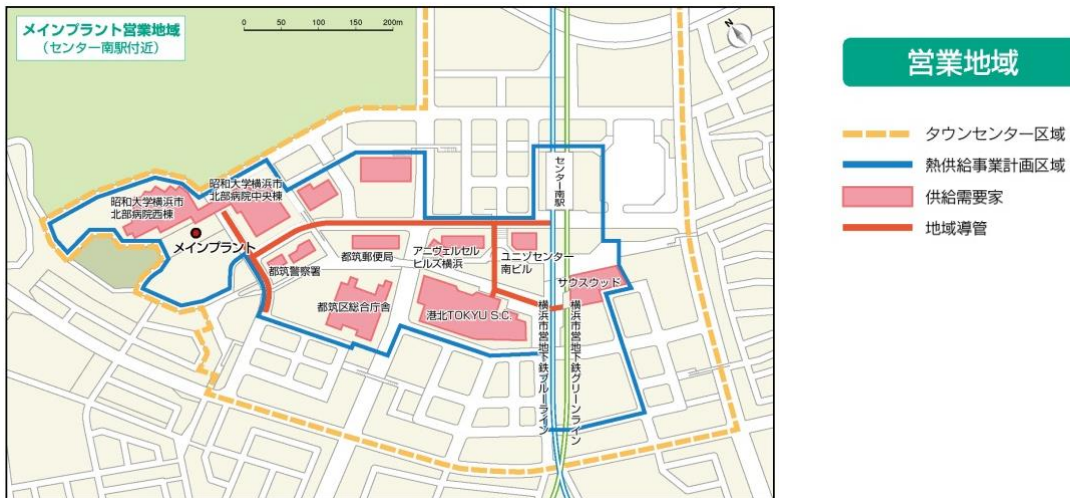 メインプラント営業地域
（センター南駅付近）
0 50 100 150 200m
N
営業地域
タウンセンター区域
熱供給事業計画区域
供給需要家
地域導管
センター南駅
昭和大学横浜市
北部病院中央棟
昭和大学横浜市
北部病院西棟
メインプラント
都筑警察署
都筑郵便局
アニヴェルセル
ヒルズ横浜
ユニゾセンター
南ビル
サウスウッド
都筑区総合庁舎
港北TOKYU S.C.
横浜市営地下鉄ブルーライン
横浜市営地下鉄グリーンライン